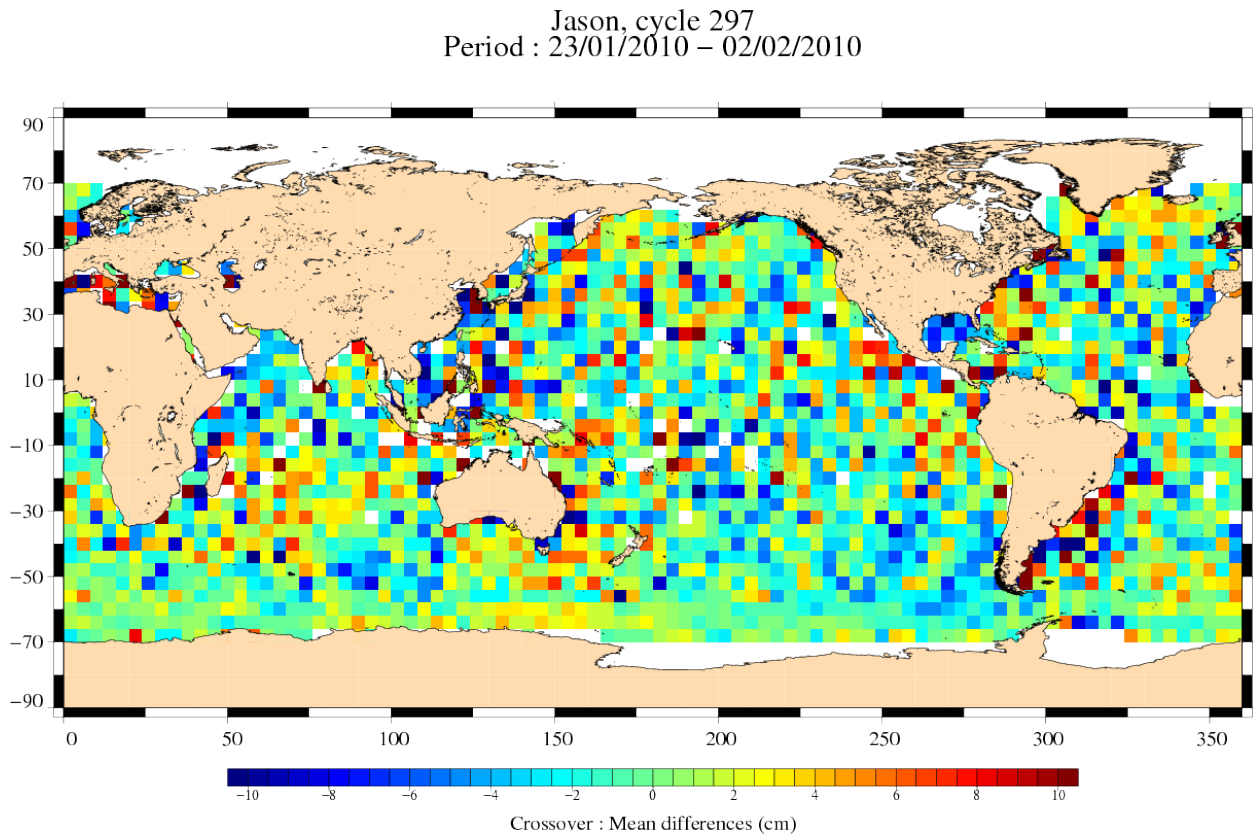 Jason, cycle 297
Period : 23/01/2010 – 02/02/2010
90
70
50
30
10
−10
−30
−50
−70
−90
0 50 100 150 200 250 300 350
−10 −8 −6 −4 −2 0 2 4 6 8 10
Crossover : Mean differences (cm)